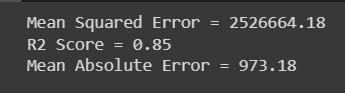 Mean Squared Error = 2526664.18
R2 Score = 0.85
Mean Absolute Error = 973.18